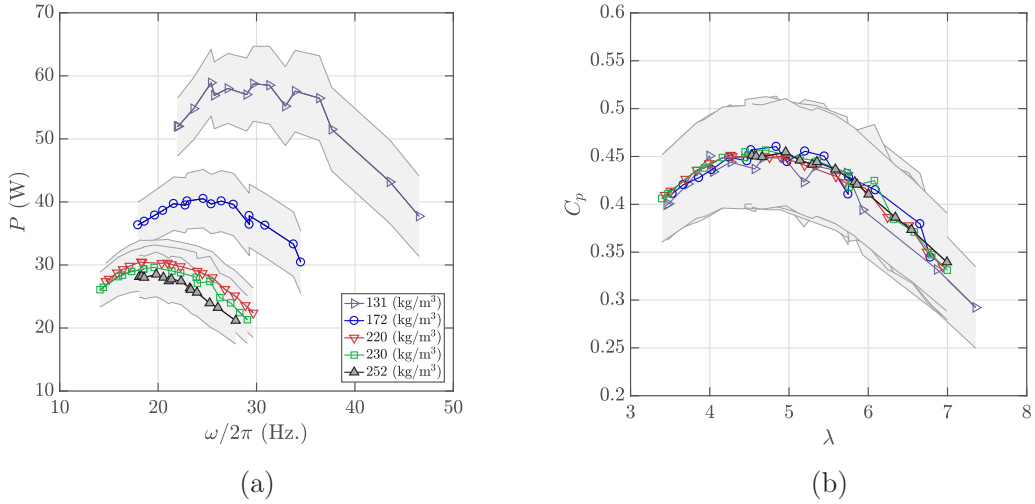 70
60
50
40
30
20
10
P (W)
10 20 30 40 50
ω/2π (Hz.)
131 (kg/m³)
172 (kg/m³)
220 (kg/m³)
230 (kg/m³)
252 (kg/m³)
(a)
0.6
0.55
0.5
0.45
0.4
0.35
0.3
0.25
0.2
Cₚ
3 4 5 6 7 8
λ
(b)